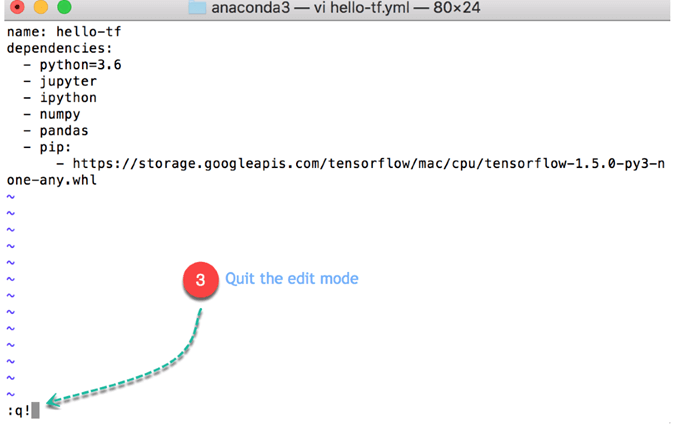 anaconda3 — vi hello-tf.yml — 80×24
name: hello-tf
dependencies:
  - python=3.6
  - jupyter
  - ipython
  - numpy
  - pandas
  - pip:
      - https://storage.googleapis.com/tensorflow/mac/cpu/tensorflow-1.5.0-py3-n
one-any.whl
~
~
~
~
~
~
3 Quit the edit mode
~
~
~
~
~
~
~
:q!